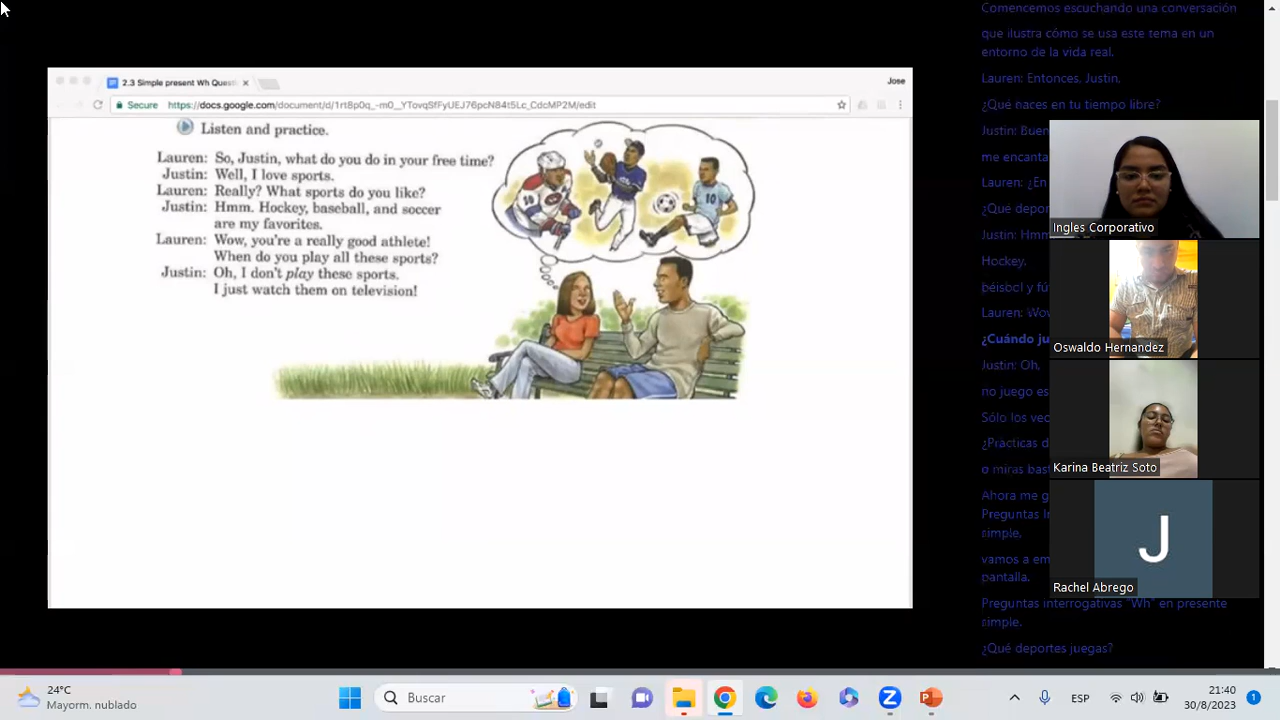 2.3 Simple present Wh Ques
Jose
Secure https://docs.google.com/document/d/1rt8p0q_-m0__YTovqSfFyUEJ76pcN84t5Lc_CdcMP2M/edit
Listen and practice.
Lauren: So, Justin, what do you do in your free time?
Justin: Well, I love sports.
Lauren: Really? What sports do you like?
Justin: Hmm. Hockey, baseball, and soccer
are my favorites.
Lauren: Wow, you're a really good athlete!
When do you play all these sports?
Justin: Oh, I don't play these sports.
I just watch them on television!
10
10
Comencemos escuchando una conversación
que ilustra cómo se usa este tema en un
entorno de la vida real.
Lauren: Entonces, Justin,
¿Qué haces en tu tiempo libre?
Justin: Buen
me encanta
Lauren: ¿En
¿Qué depor
Justin: Hmm
Hockey,
béisbol y fú
Lauren: Wow
¿Cuándo ju
Justin: Oh,
no juego es
Sólo los vec
¿Prácticas d
o miras bast
Ahora me g
Preguntas In
simple,
vamos a em
pantalla.
Preguntas interrogativas "Wh" en presente
simple.
¿Qué deportes juegas?
Ingles Corporativo
Oswaldo Hernandez
Karina Beatriz Soto
J
Rachel Abrego
24°C
Mayorm. nublado
Buscar
ESP
21:40
30/8/2023
1